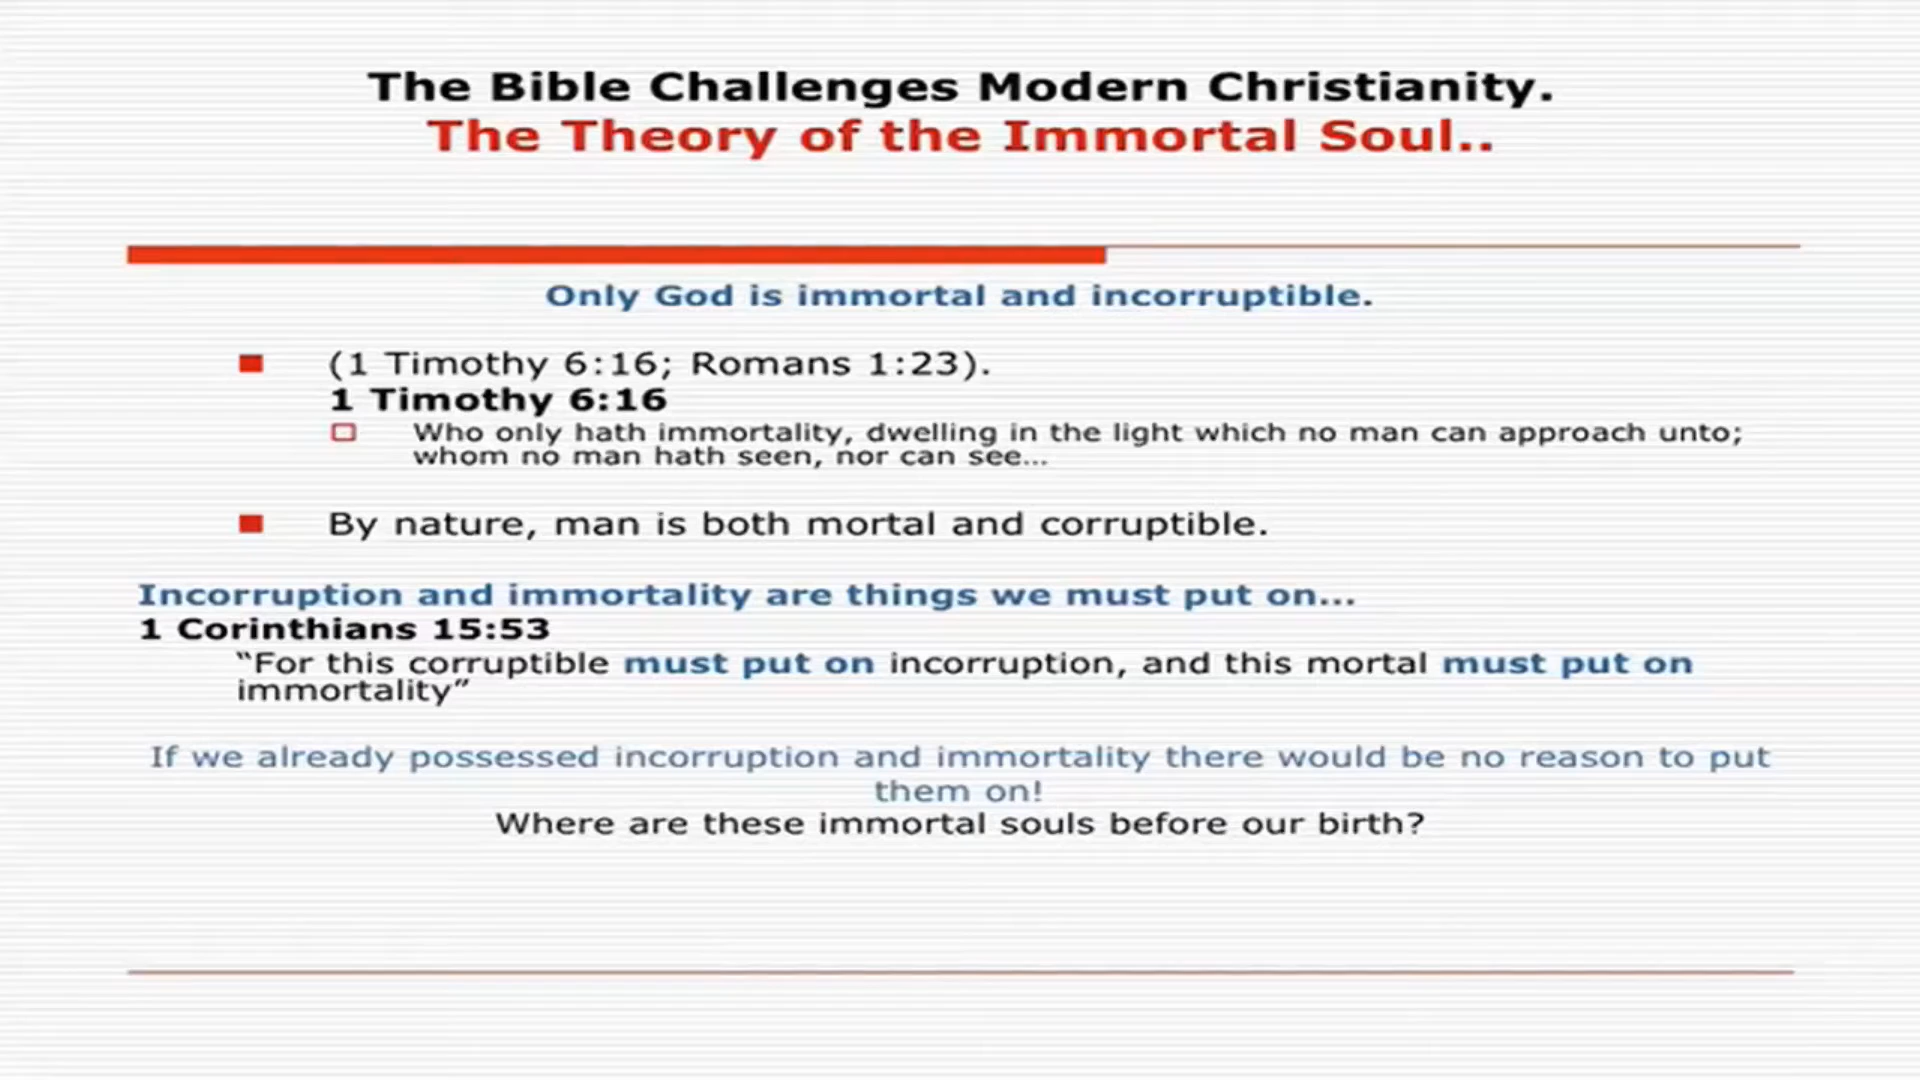 The Bible Challenges Modern Christianity.
The Theory of the Immortal Soul..
Only God is immortal and incorruptible.
(1 Timothy 6:16; Romans 1:23).
1 Timothy 6:16
Who only hath immortality, dwelling in the light which no man can approach unto;
whom no man hath seen, nor can see...
By nature, man is both mortal and corruptible.
Incorruption and immortality are things we must put on...
1 Corinthians 15:53
“For this corruptible must put on incorruption, and this mortal must put on
immortality”
If we already possessed incorruption and immortality there would be no reason to put
them on!
Where are these immortal souls before our birth?